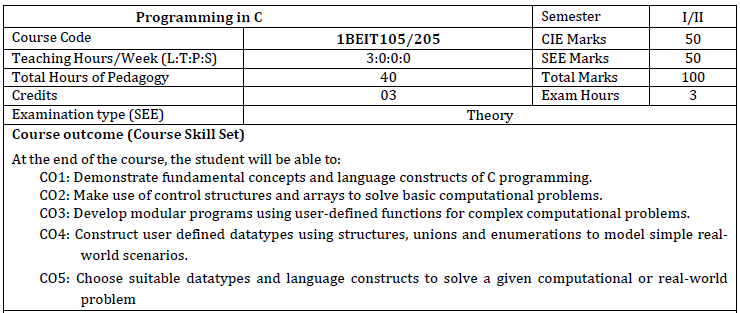 Programming in C Semester I/II
Course Code 1BEIT105/205 CIE Marks 50
Teaching Hours/Week (L:T:P:S) 3:0:0:0 SEE Marks 50
Total Hours of Pedagogy 40 Total Marks 100
Credits 03 Exam Hours 3
Examination type (SEE) Theory
Course outcome (Course Skill Set)
At the end of the course, the student will be able to:
CO1: Demonstrate fundamental concepts and language constructs of C programming.
CO2: Make use of control structures and arrays to solve basic computational problems.
CO3: Develop modular programs using user-defined functions for complex computational problems.
CO4: Construct user defined datatypes using structures, unions and enumerations to model simple real-
world scenarios.
CO5: Choose suitable datatypes and language constructs to solve a given computational or real-world
problem